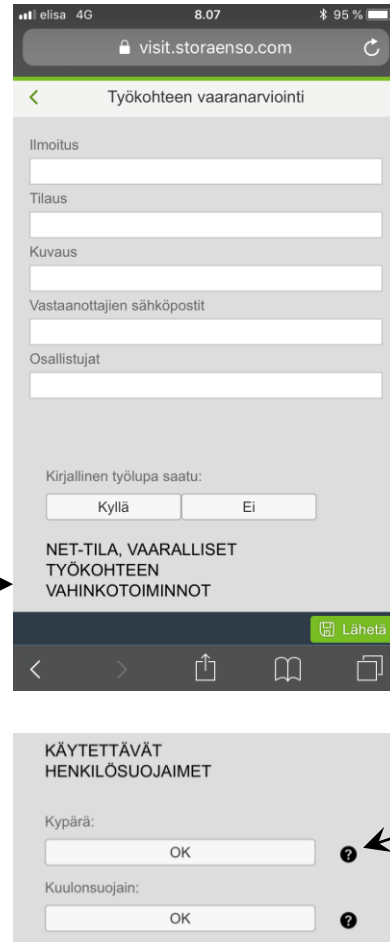 elisa 4G 8.07 95 %
visit.storaenso.com
Työkohteen vaaranarviointi
Ilmoitus
Tilaus
Kuvaus
Vastaanottajien sähköpostit
Osallistujat
Kirjallinen työlupa saatu:
Kyllä Ei
NET-TILA, VAARALLISET
TYÖKOHTEEN
VAHINKOTOIMINNOT
Lähetä
KÄYTETTÄVÄT
HENKILÖSUOJAIMET
Kypärä:
OK ?
Kuulonsuojain:
OK ?